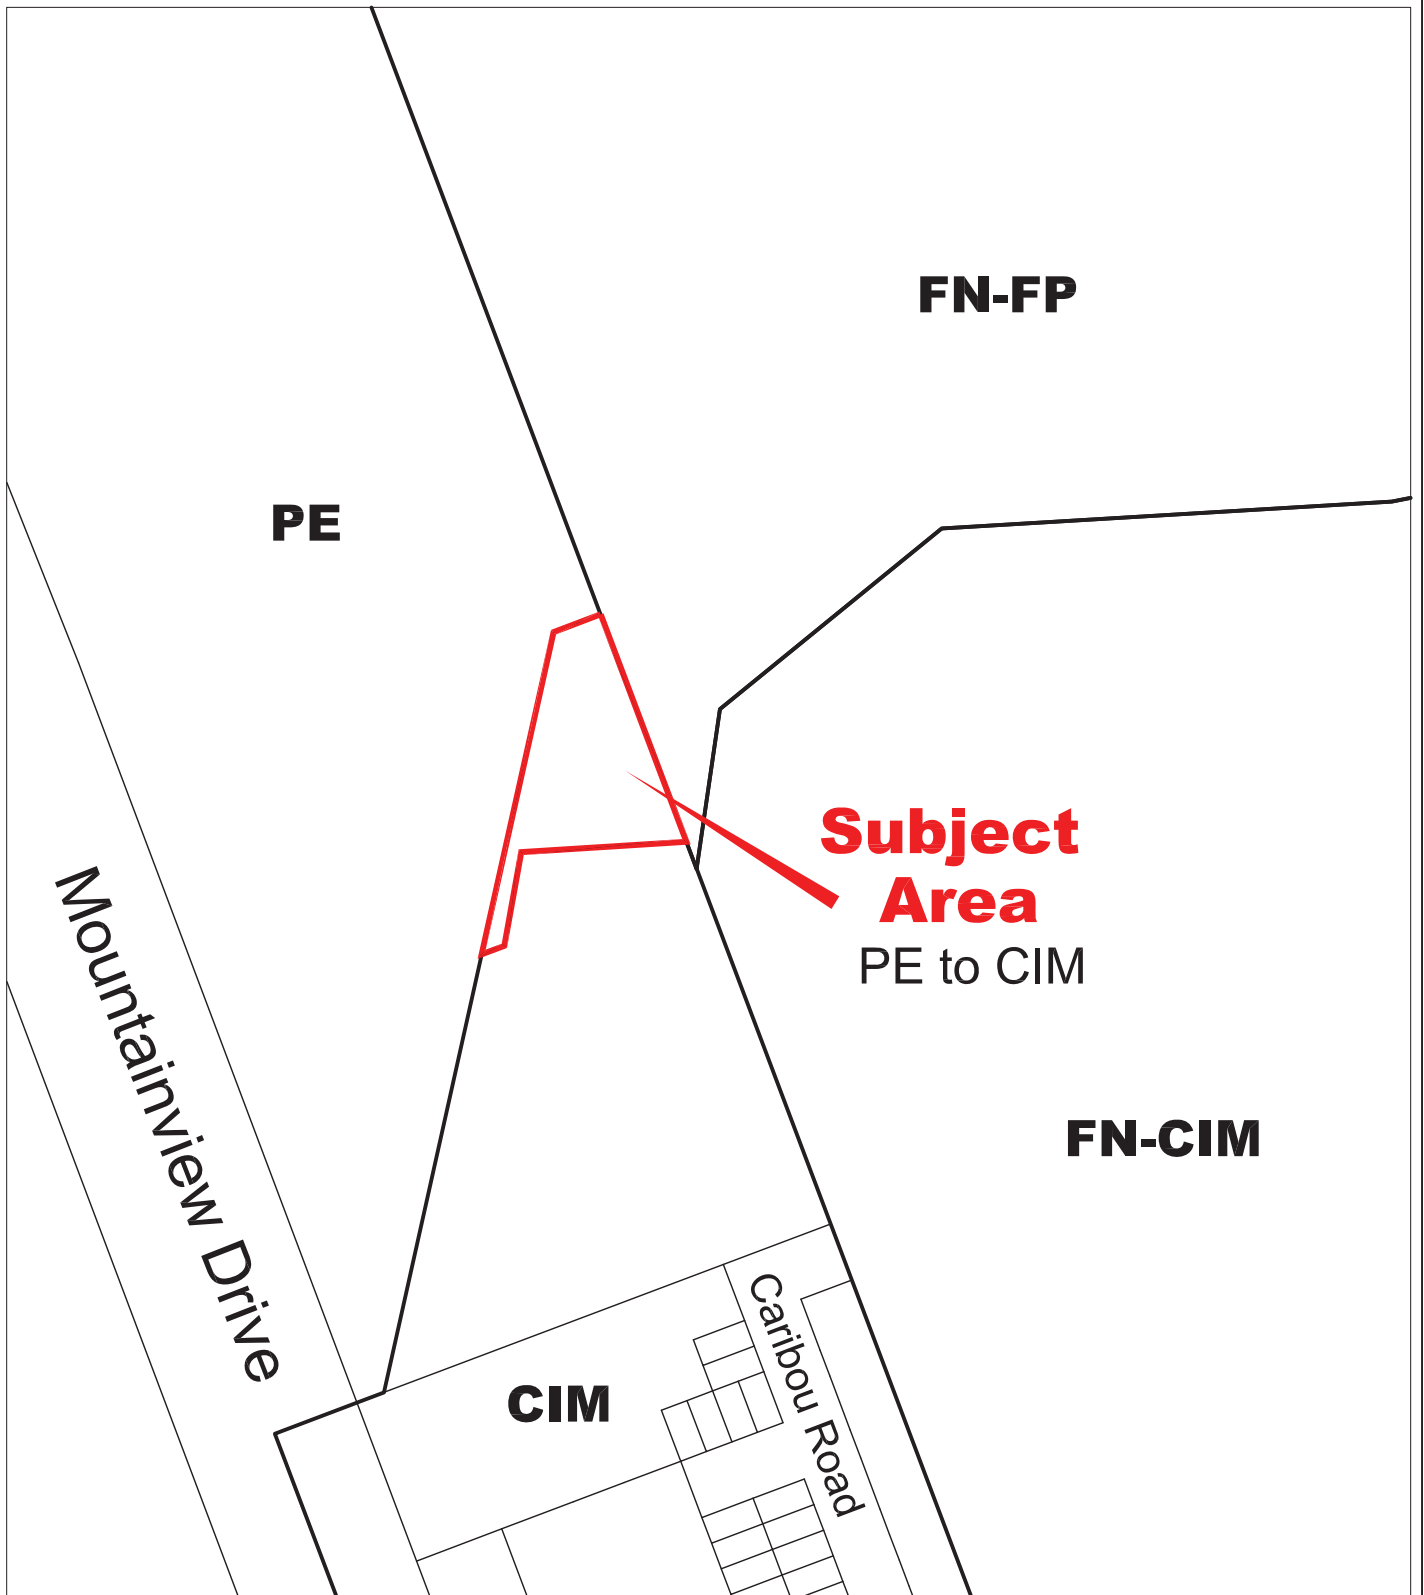 FN-FP
PE
Subject
Area
PE to CIM
Mountainview Drive
FN-CIM
Caribou Road
CIM